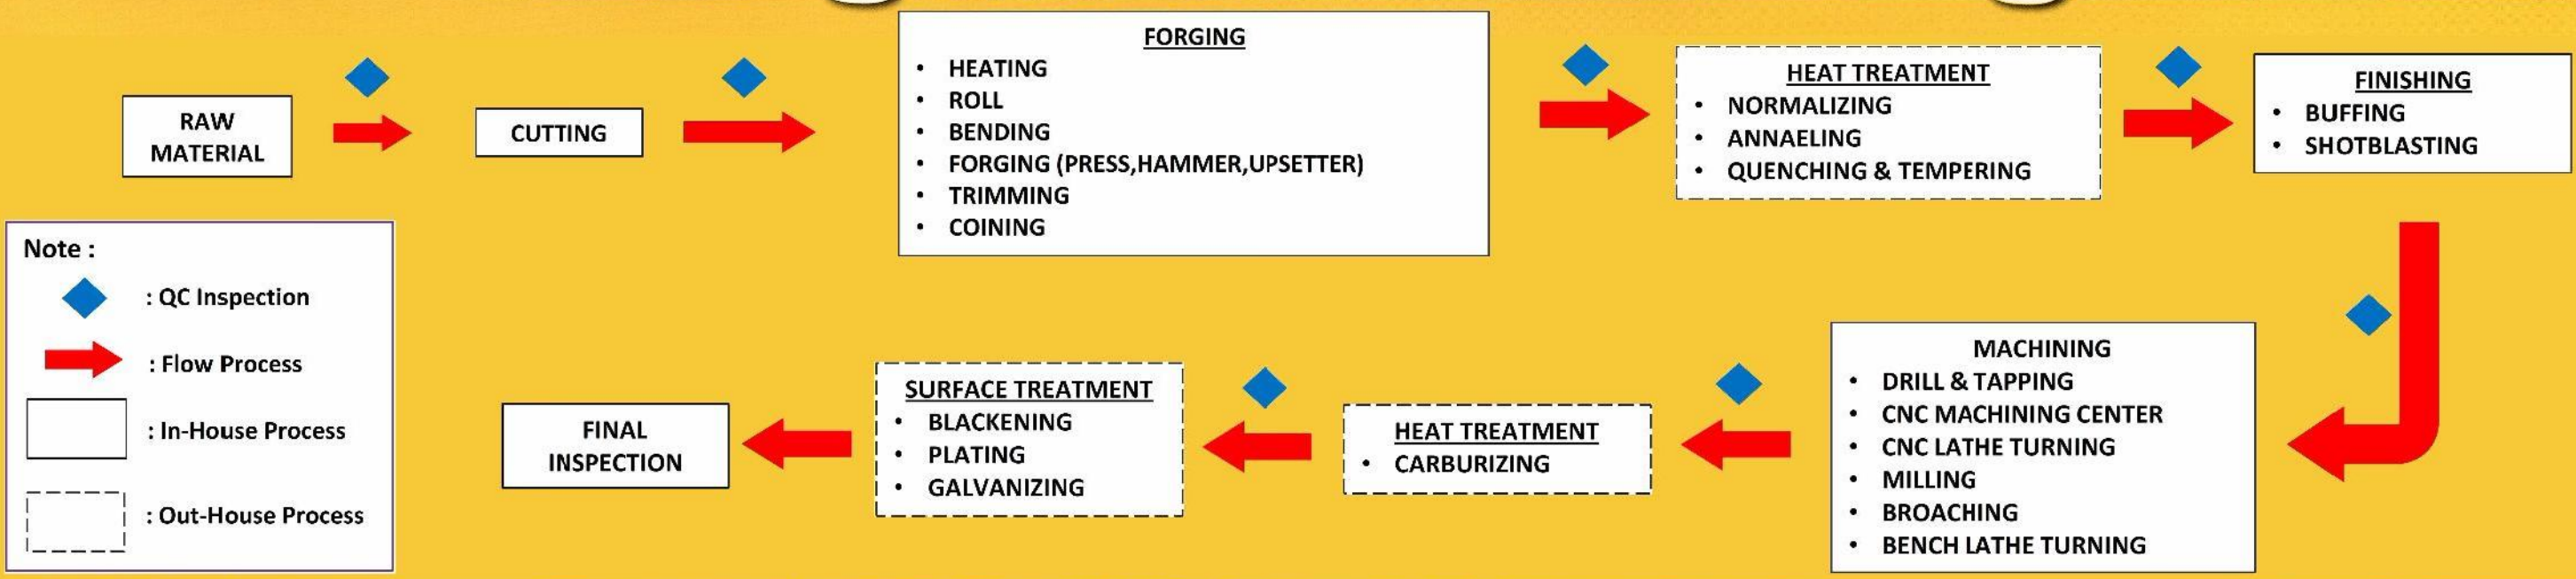 RAW
MATERIAL
CUTTING
FORGING
• HEATING
• ROLL
• BENDING
• FORGING (PRESS,HAMMER,UPSETTER)
• TRIMMING
• COINING
HEAT TREATMENT
• NORMALIZING
• ANNAELING
• QUENCHING & TEMPERING
FINISHING
• BUFFING
• SHOTBLASTING
MACHINING
• DRILL & TAPPING
• CNC MACHINING CENTER
• CNC LATHE TURNING
• MILLING
• BROACHING
• BENCH LATHE TURNING
HEAT TREATMENT
• CARBURIZING
SURFACE TREATMENT
• BLACKENING
• PLATING
• GALVANIZING
FINAL
INSPECTION
Note :
: QC Inspection
: Flow Process
: In-House Process
: Out-House Process